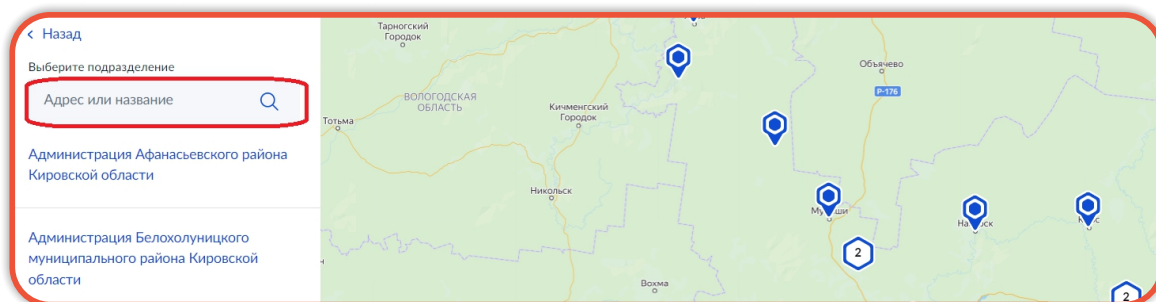 Назад
Выберите подразделение
Адрес или название
Администрация Афанасьевского района
Кировской области
Администрация Белохолуницкого
муниципального района Кировской
области
Тарногский
Городок
ВОЛОГОДСКАЯ
ОБЛАСТЬ
Кичменгский
Городок
Тотьма
Никольск
Вохма
Объячево
Р-176
2
2